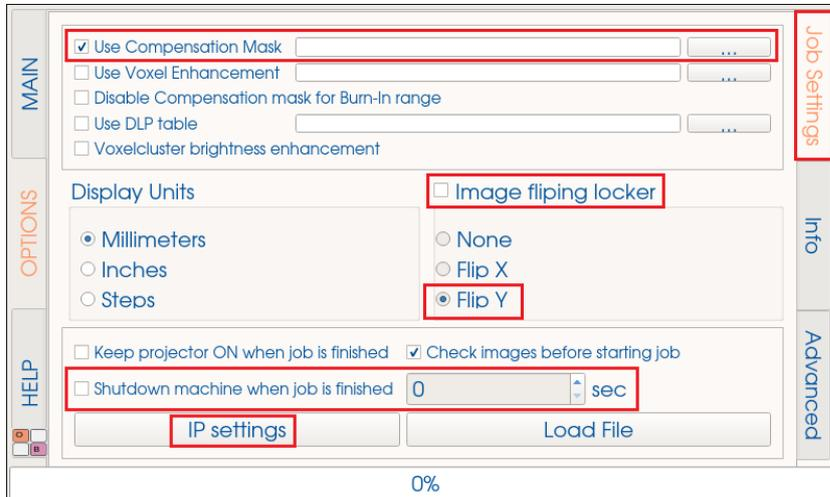 Use Compensation Mask ...
Use Voxel Enhancement ...
Disable Compensation mask for Burn-In range
Use DLP table ...
Voxelcluster brightness enhancement
MAIN
OPTIONS
HELP
O
B
Display Units
Image fliping locker
Millimeters
None
Inches
Flip X
Steps
Flip Y
Keep projector ON when job is finished
Check images before starting job
Shutdown machine when job is finished 0 sec
IP settings
Load File
Job Settings
Info
Advanced
0%